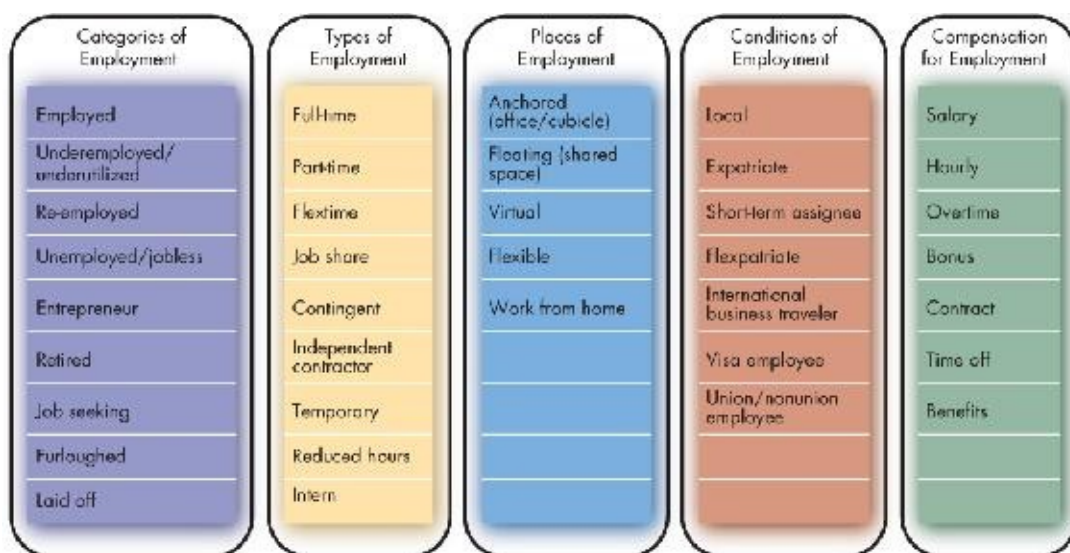 Categories of
Employment
Employed
Underemployed/
underutilized
Re-employed
Unemployed/jobless
Entrepreneur
Retired
Job seeking
Furloughed
Laid off
Types of
Employment
Full-time
Part-time
Flextime
Job share
Contingent
Independent
contractor
Temporary
Reduced hours
Intern
Places of
Employment
Anchored
(office/cubicle)
Floating (shared
space)
Virtual
Flexible
Work from home
Conditions of
Employment
Local
Expatriate
Short-term assignee
Flexpatriate
International
business traveler
Visa employee
Union/nonunion
employee
Compensation
for Employment
Salary
Hourly
Overtime
Bonus
Contract
Time off
Benefits